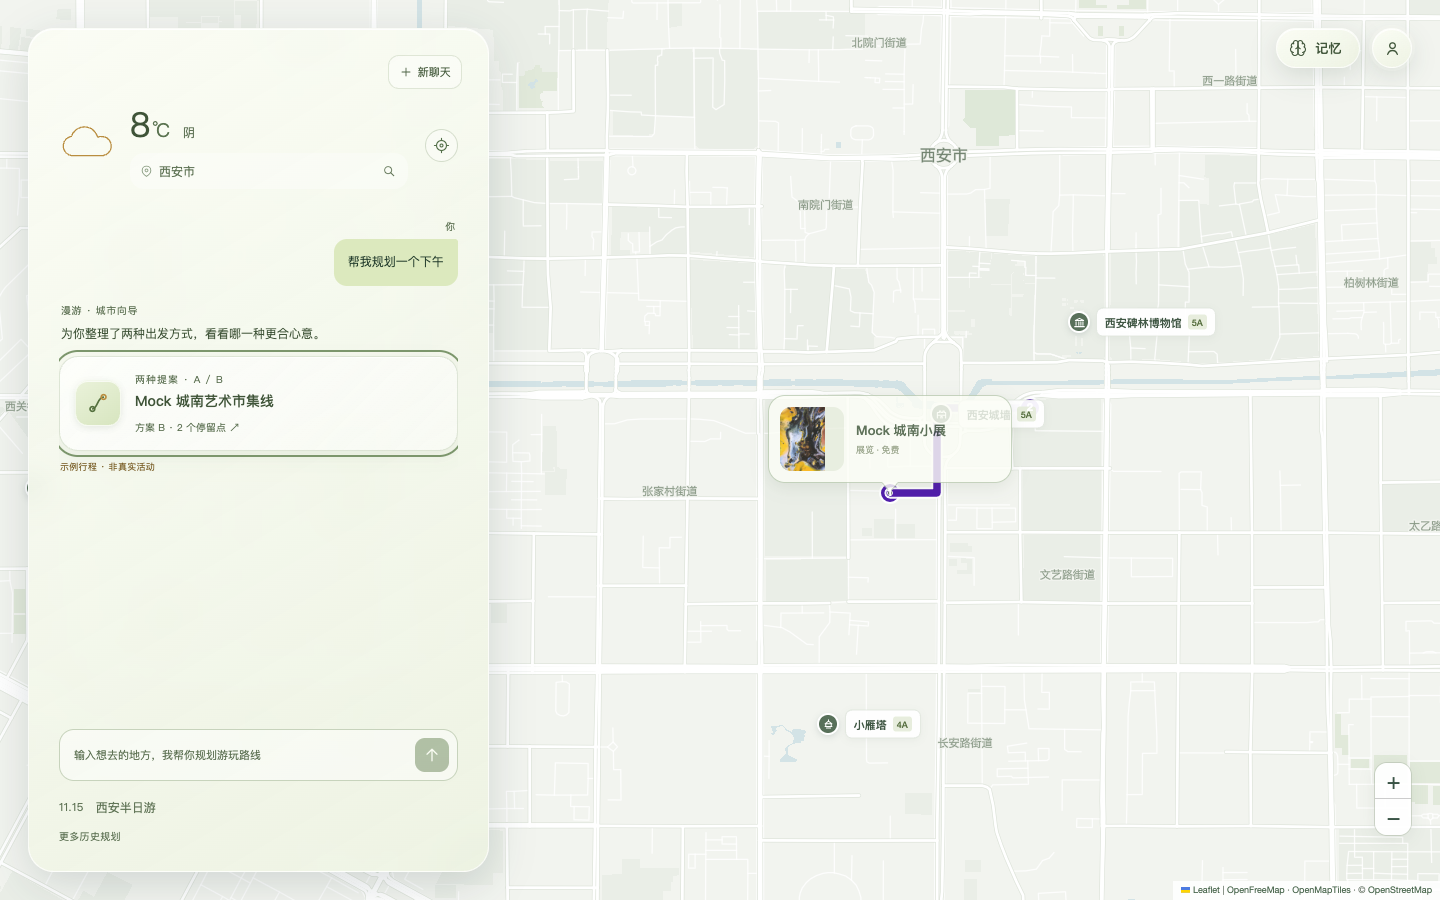 新聊天
8℃ 阴
西安市
你
帮我规划一个下午
漫游 · 城市向导
为你整理了两种出发方式，看看哪一种更合心意。
两种提案 · A / B
Mock 城南艺术市集线
方案 B · 2 个停留点 ↗
示例行程 · 非真实活动
输入想去的地方，我帮你规划游玩路线
11.15 西安半日游
更多历史规划
记忆
北院门街道
西一路街道
西安市
南院门街道
柏树林街道
西安碑林博物馆 5A
西关
西安城墙 5A
Mock 城南小展
展览 · 免费
张家村街道
太乙路
文艺路街道
小雁塔 4A
长安路街道
+
−
Leaflet | OpenFreeMap · OpenMapTiles · © OpenStreetMap